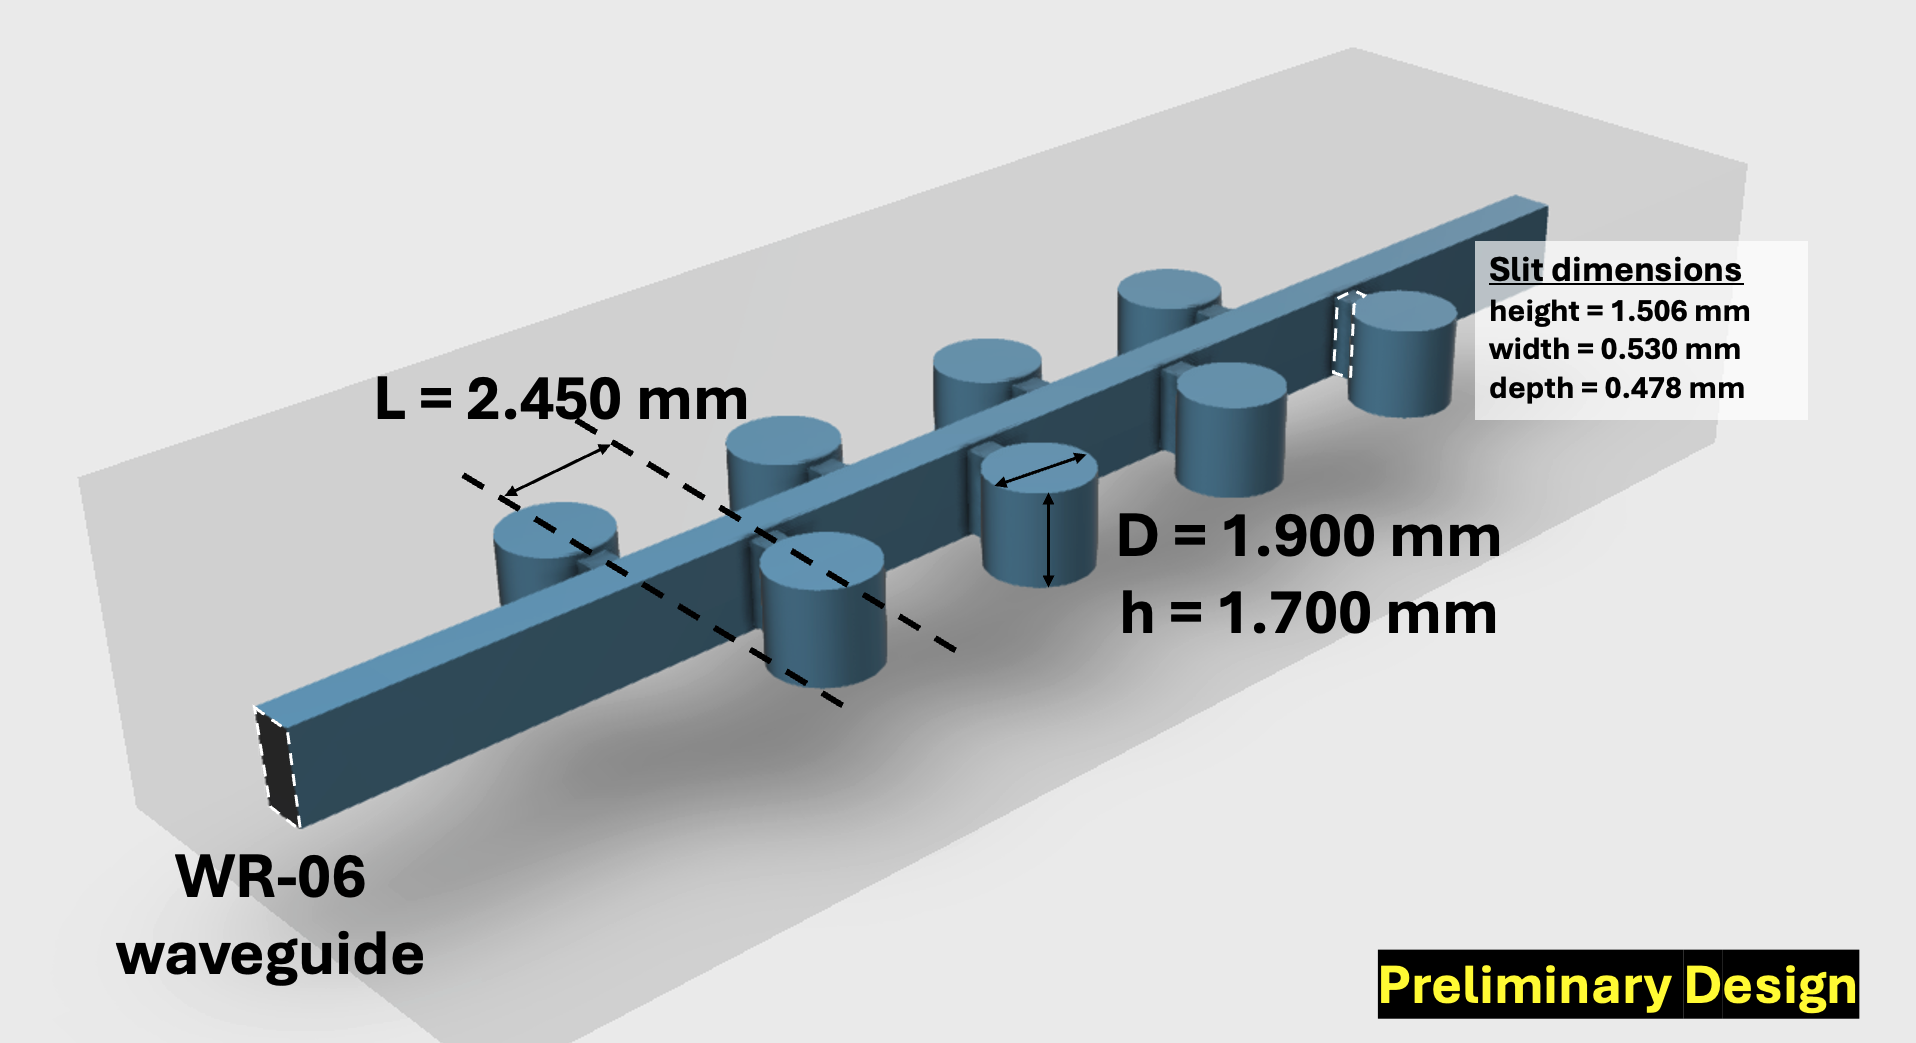 L = 2.450 mm
Slit dimensions
height = 1.506 mm
width = 0.530 mm
depth = 0.478 mm
D = 1.900 mm
h = 1.700 mm
WR-06
waveguide
Preliminary Design